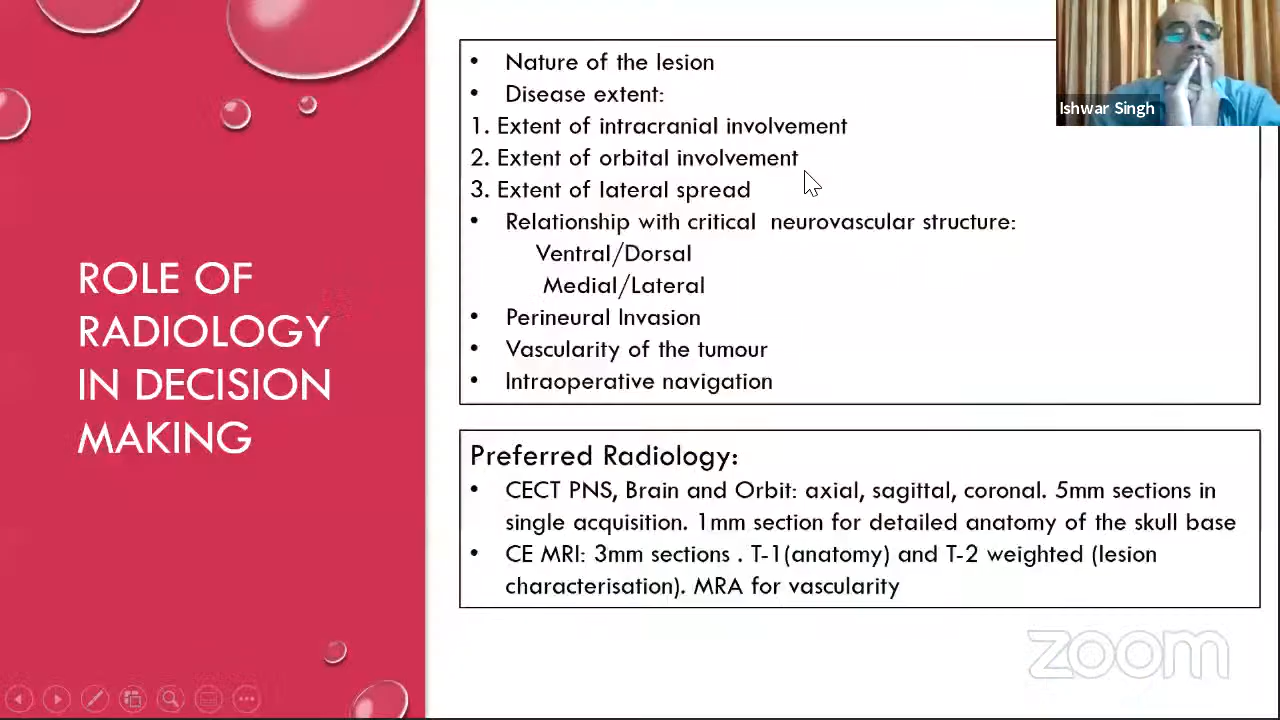 ROLE OF
RADIOLOGY
IN DECISION
MAKING
• Nature of the lesion
• Disease extent:
1. Extent of intracranial involvement
2. Extent of orbital involvement
3. Extent of lateral spread
• Relationship with critical neurovascular structure:
Ventral/Dorsal
Medial/Lateral
• Perineural Invasion
• Vascularity of the tumour
• Intraoperative navigation
Preferred Radiology:
• CECT PNS, Brain and Orbit: axial, sagittal, coronal. 5mm sections in
single acquisition. 1mm section for detailed anatomy of the skull base
• CE MRI: 3mm sections . T-1(anatomy) and T-2 weighted (lesion
characterisation). MRA for vascularity
Ishwar Singh
zoom